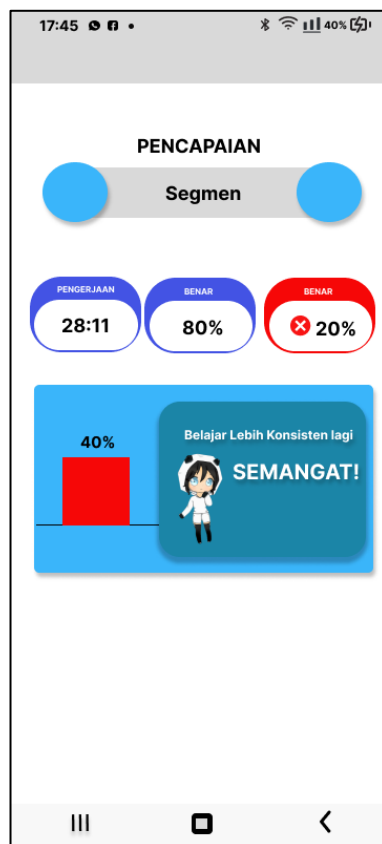 17:45 40%
PENCAPAIAN
Segmen
PENGERJAAN BENAR BENAR
28:11 80% 20%
40%
Belajar Lebih Konsisten lagi
SEMANGAT!